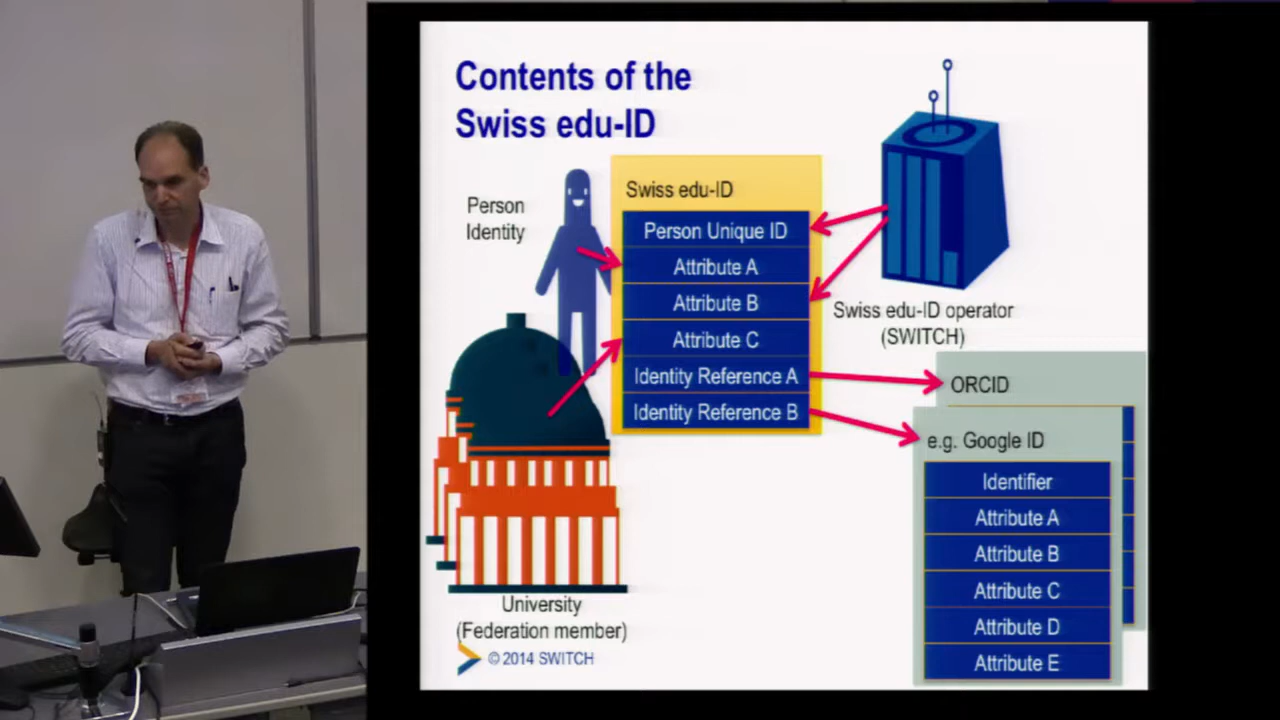 Contents of the
Swiss edu-ID
Person
Identity
Swiss edu-ID
Person Unique ID
Attribute A
Attribute B
Attribute C
Identity Reference A
Identity Reference B
Swiss edu-ID operator
(SWITCH)
ORCID
e.g. Google ID
Identifier
Attribute A
Attribute B
Attribute C
Attribute D
Attribute E
University
(Federation member)
© 2014 SWITCH